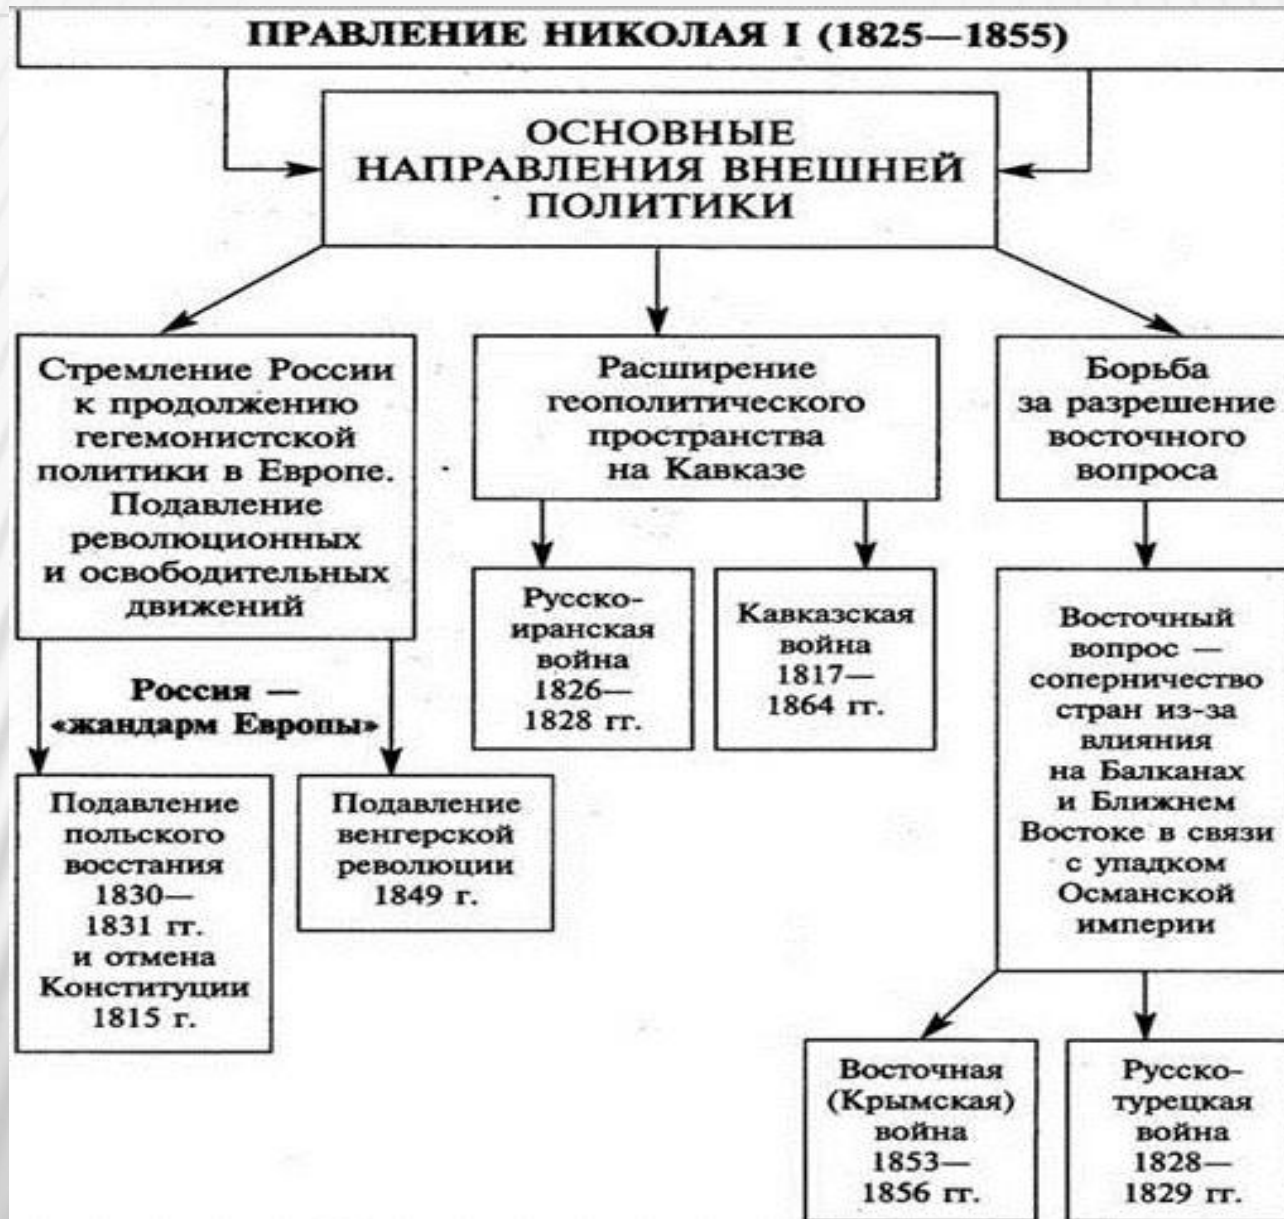 ПРАВЛЕНИЕ НИКОЛАЯ I (1825—1855)
ОСНОВНЫЕ
НАПРАВЛЕНИЯ ВНЕШНЕЙ
ПОЛИТИКИ
Стремление России
к продолжению
гегемонистской
политики в Европе.
Подавление
революционных
и освободительных
движений
Россия —
«жандарм Европы»
Подавление
польского
восстания
1830—
1831 гг.
и отмена
Конституции
1815 г.
Подавление
венгерской
революции
1849 г.
Расширение
геополитического
пространства
на Кавказе
Русско-
иранская
война
1826—
1828 гг.
Кавказская
война
1817—
1864 гг.
Борьба
за разрешение
восточного
вопроса
Восточный
вопрос —
соперничество
стран из-за
влияния
на Балканах
и Ближнем
Востоке в связи
с упадком
Османской
империи
Восточная
(Крымская)
война
1853—
1856 гг.
Русско-
турецкая
война
1828—
1829 гг.